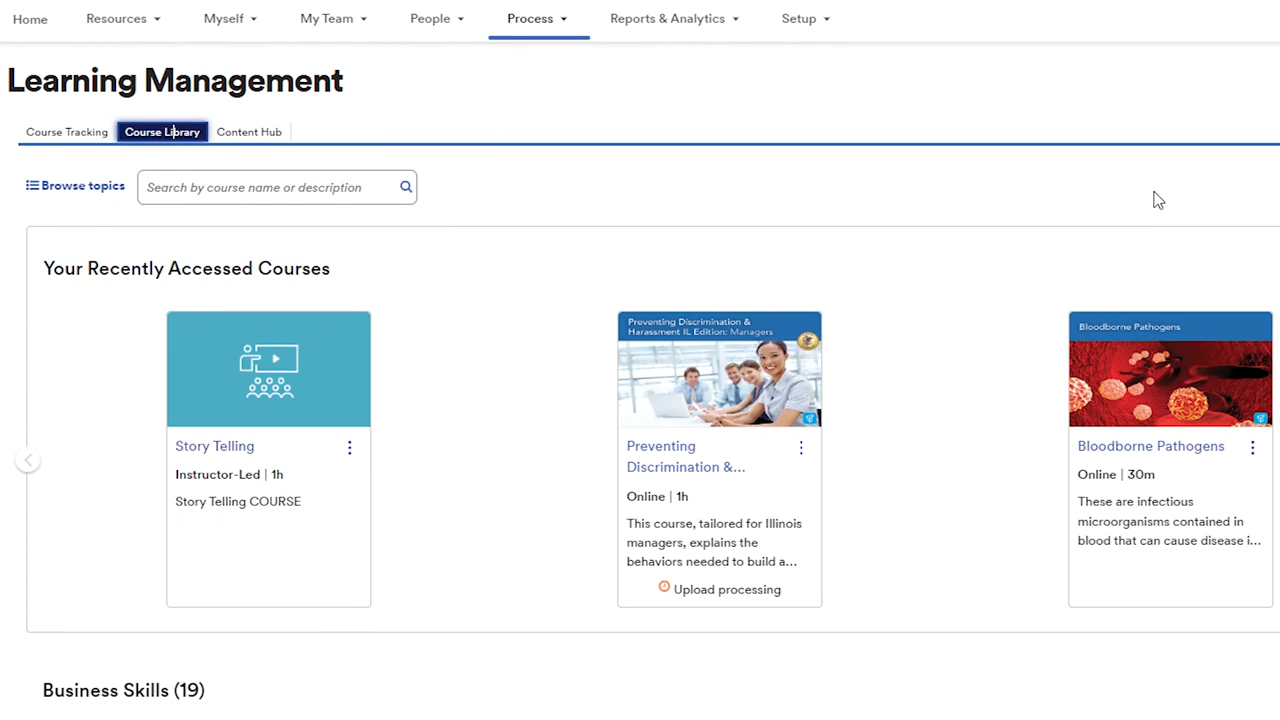 Home Resources Myself My Team People Process Reports & Analytics Setup
Learning Management
Course Tracking Course Library Content Hub
Browse topics Search by course name or description
Your Recently Accessed Courses
Story Telling
Instructor-Led | 1h
Story Telling COURSE
Preventing Discrimination &
Harassment IL Edition: Managers
Preventing
Discrimination &...
Online | 1h
This course, tailored for Illinois
managers, explains the
behaviors needed to build a...
Upload processing
Bloodborne Pathogens
Bloodborne Pathogens
Online | 30m
These are infectious
microorganisms contained in
blood that can cause disease i...
Business Skills (19)